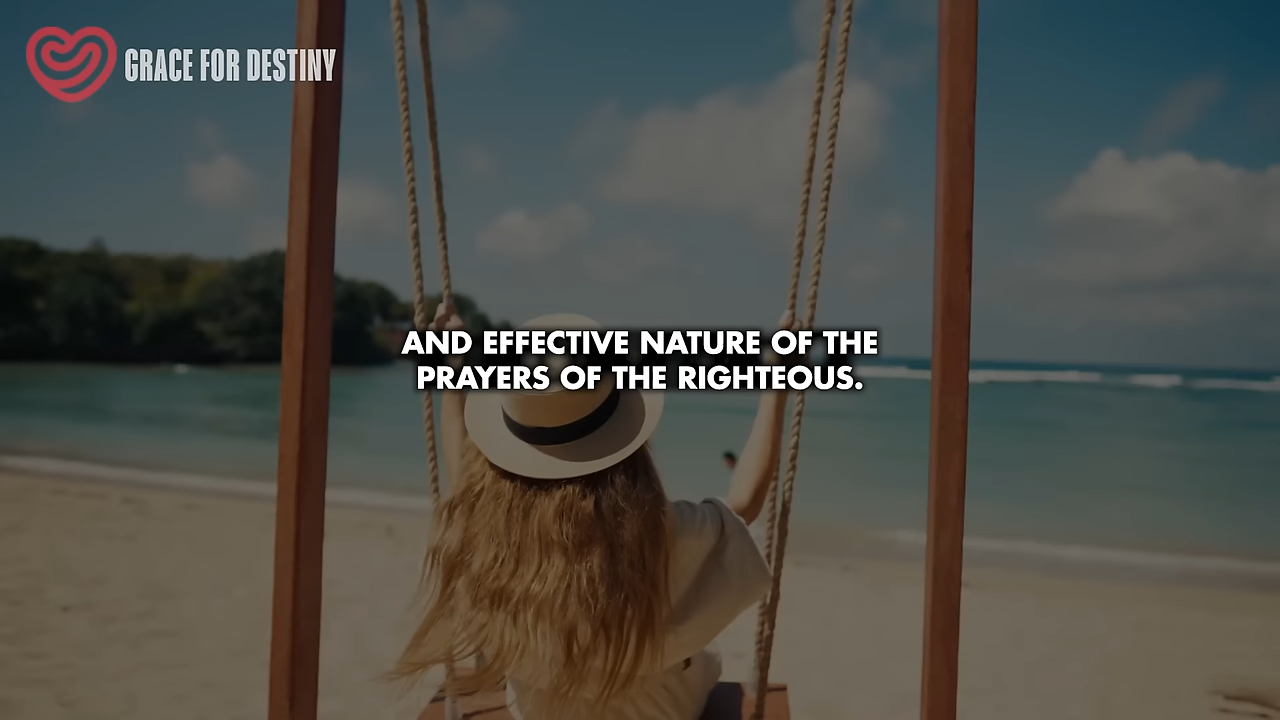 GRACE FOR DESTINY
AND EFFECTIVE NATURE OF THE
PRAYERS OF THE RIGHTEOUS.